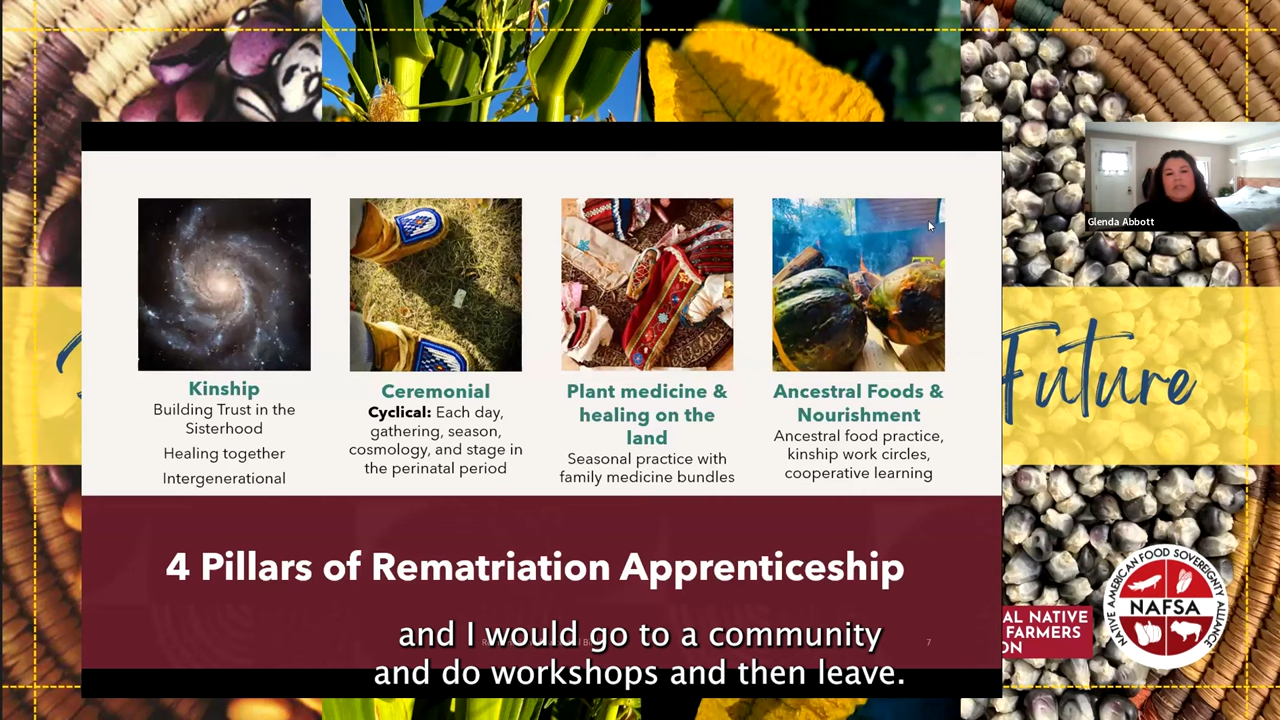 Kinship
Building Trust in the
Sisterhood
Healing together
Intergenerational
Ceremonial
Cyclical: Each day,
gathering, season,
cosmology, and stage in
the perinatal period
Plant medicine &
healing on the
land
Seasonal practice with
family medicine bundles
Ancestral Foods &
Nourishment
Ancestral food practice,
kinship work circles,
cooperative learning
4 Pillars of Rematriation Apprenticeship
7
and I would go to a community
and do workshops and then leave.
Glenda Abbott
Future
AL NATIVE
FARMERS
ON
NATIVE AMERICAN FOOD SOVEREIGNTY ALLIANCE
NAFSA